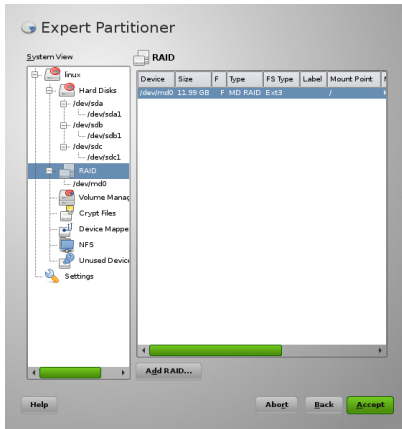 Expert Partitioner
System View
RAID
linux
Hard Disks
/dev/sda
/dev/sda1
/dev/sdb
/dev/sdb1
/dev/sdc
/dev/sdc1
RAID
/dev/md0
Volume Manag
Crypt Files
Device Mappe
NFS
Unused Device
Settings
Device Size F Type FS Type Label Mount Point
/dev/md0 11.99 GB F MD RAID Ext3 /
Add RAID...
Help Abort Back Accept